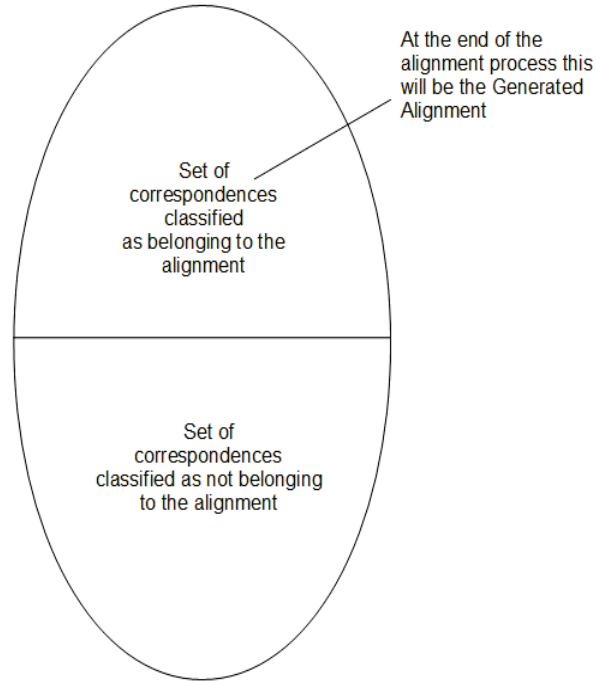 At the end of the
alignment process this
will be the Generated
Alignment
Set of
correspondences
classified
as belonging to the
alignment
Set of
correspondences
classified as not belonging
to the alignment